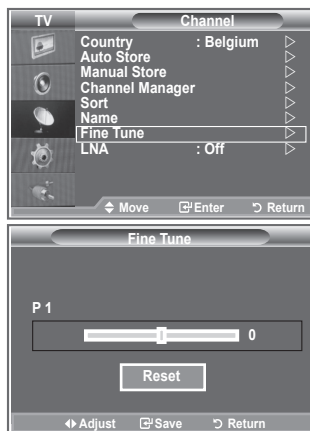 TV Channel
Country : Belgium
Auto Store
Manual Store
Channel Manager
Sort
Name
Fine Tune
LNA : Off
Move Enter Return
Fine Tune
P 1
0
Reset
Adjust Save Return